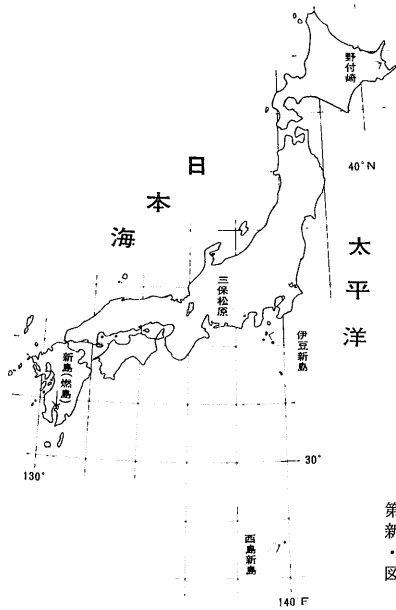 野付崎
40°N
日本海
太平洋
三保松原
伊豆新島
新島(燃島)
30°
130°
西島新島
140 E
第
新・図